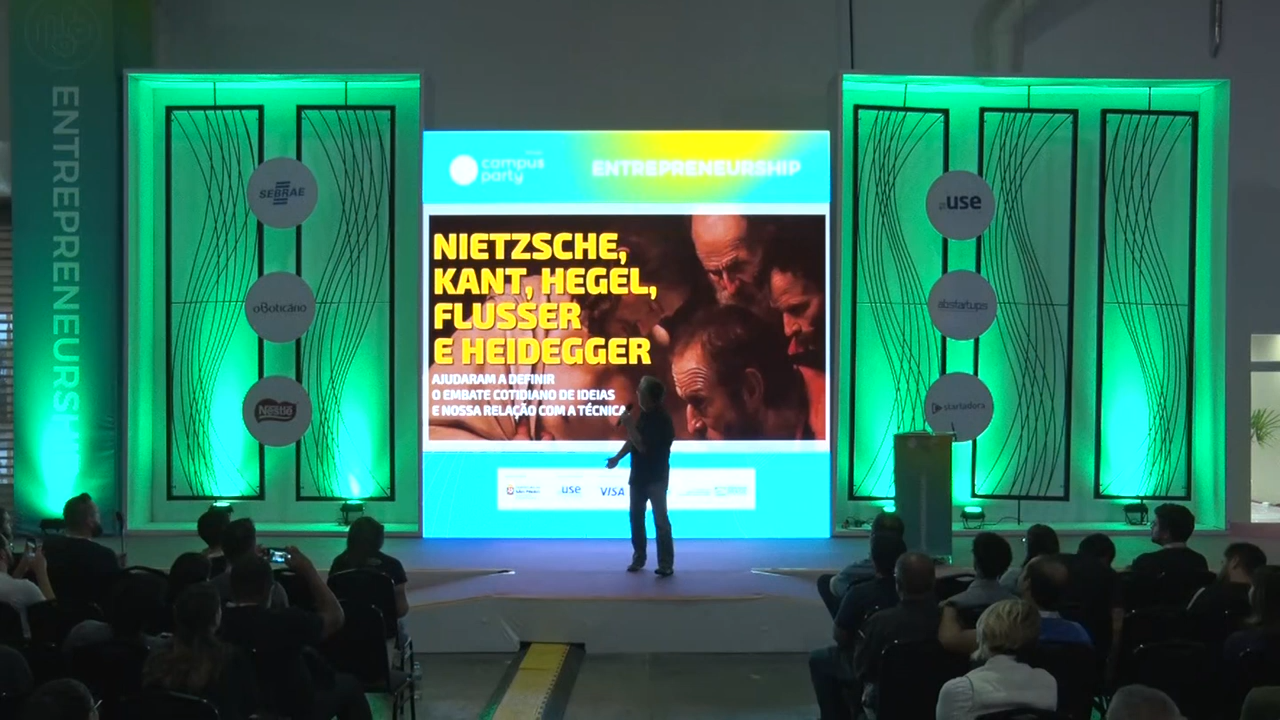 ENTREPRENEURSHIP
SEBRAE
oBoticário
Nestlé
campus
party
ENTREPRENEURSHIP
NIETZSCHE,
KANT, HEGEL,
FLUSSER
E HEIDEGGER
AJUDARAM A DEFINIR
O EMBATE COTIDIANO DE IDEIAS
E NOSSA RELAÇÃO COM A TÉCNICA
use
VISA
use
abstartups
startadora